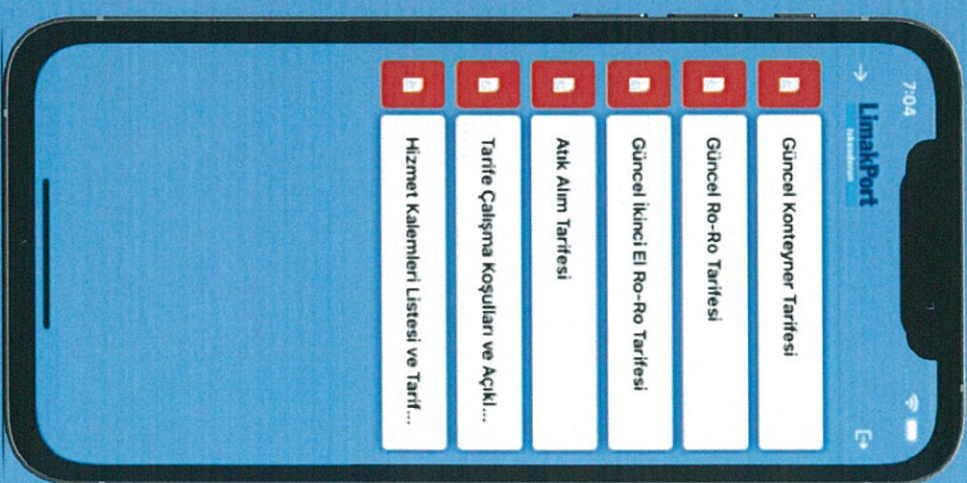 7:04
LimakPort
İskenderun
Güncel Konteyner Tarifesi
Güncel Ro-Ro Tarifesi
Güncel İkinci El Ro-Ro Tarifesi
Atık Alım Tarifesi
Tarife Çalışma Koşulları ve Açıkl...
Hizmet Kalemleri Listesi ve Tarif...